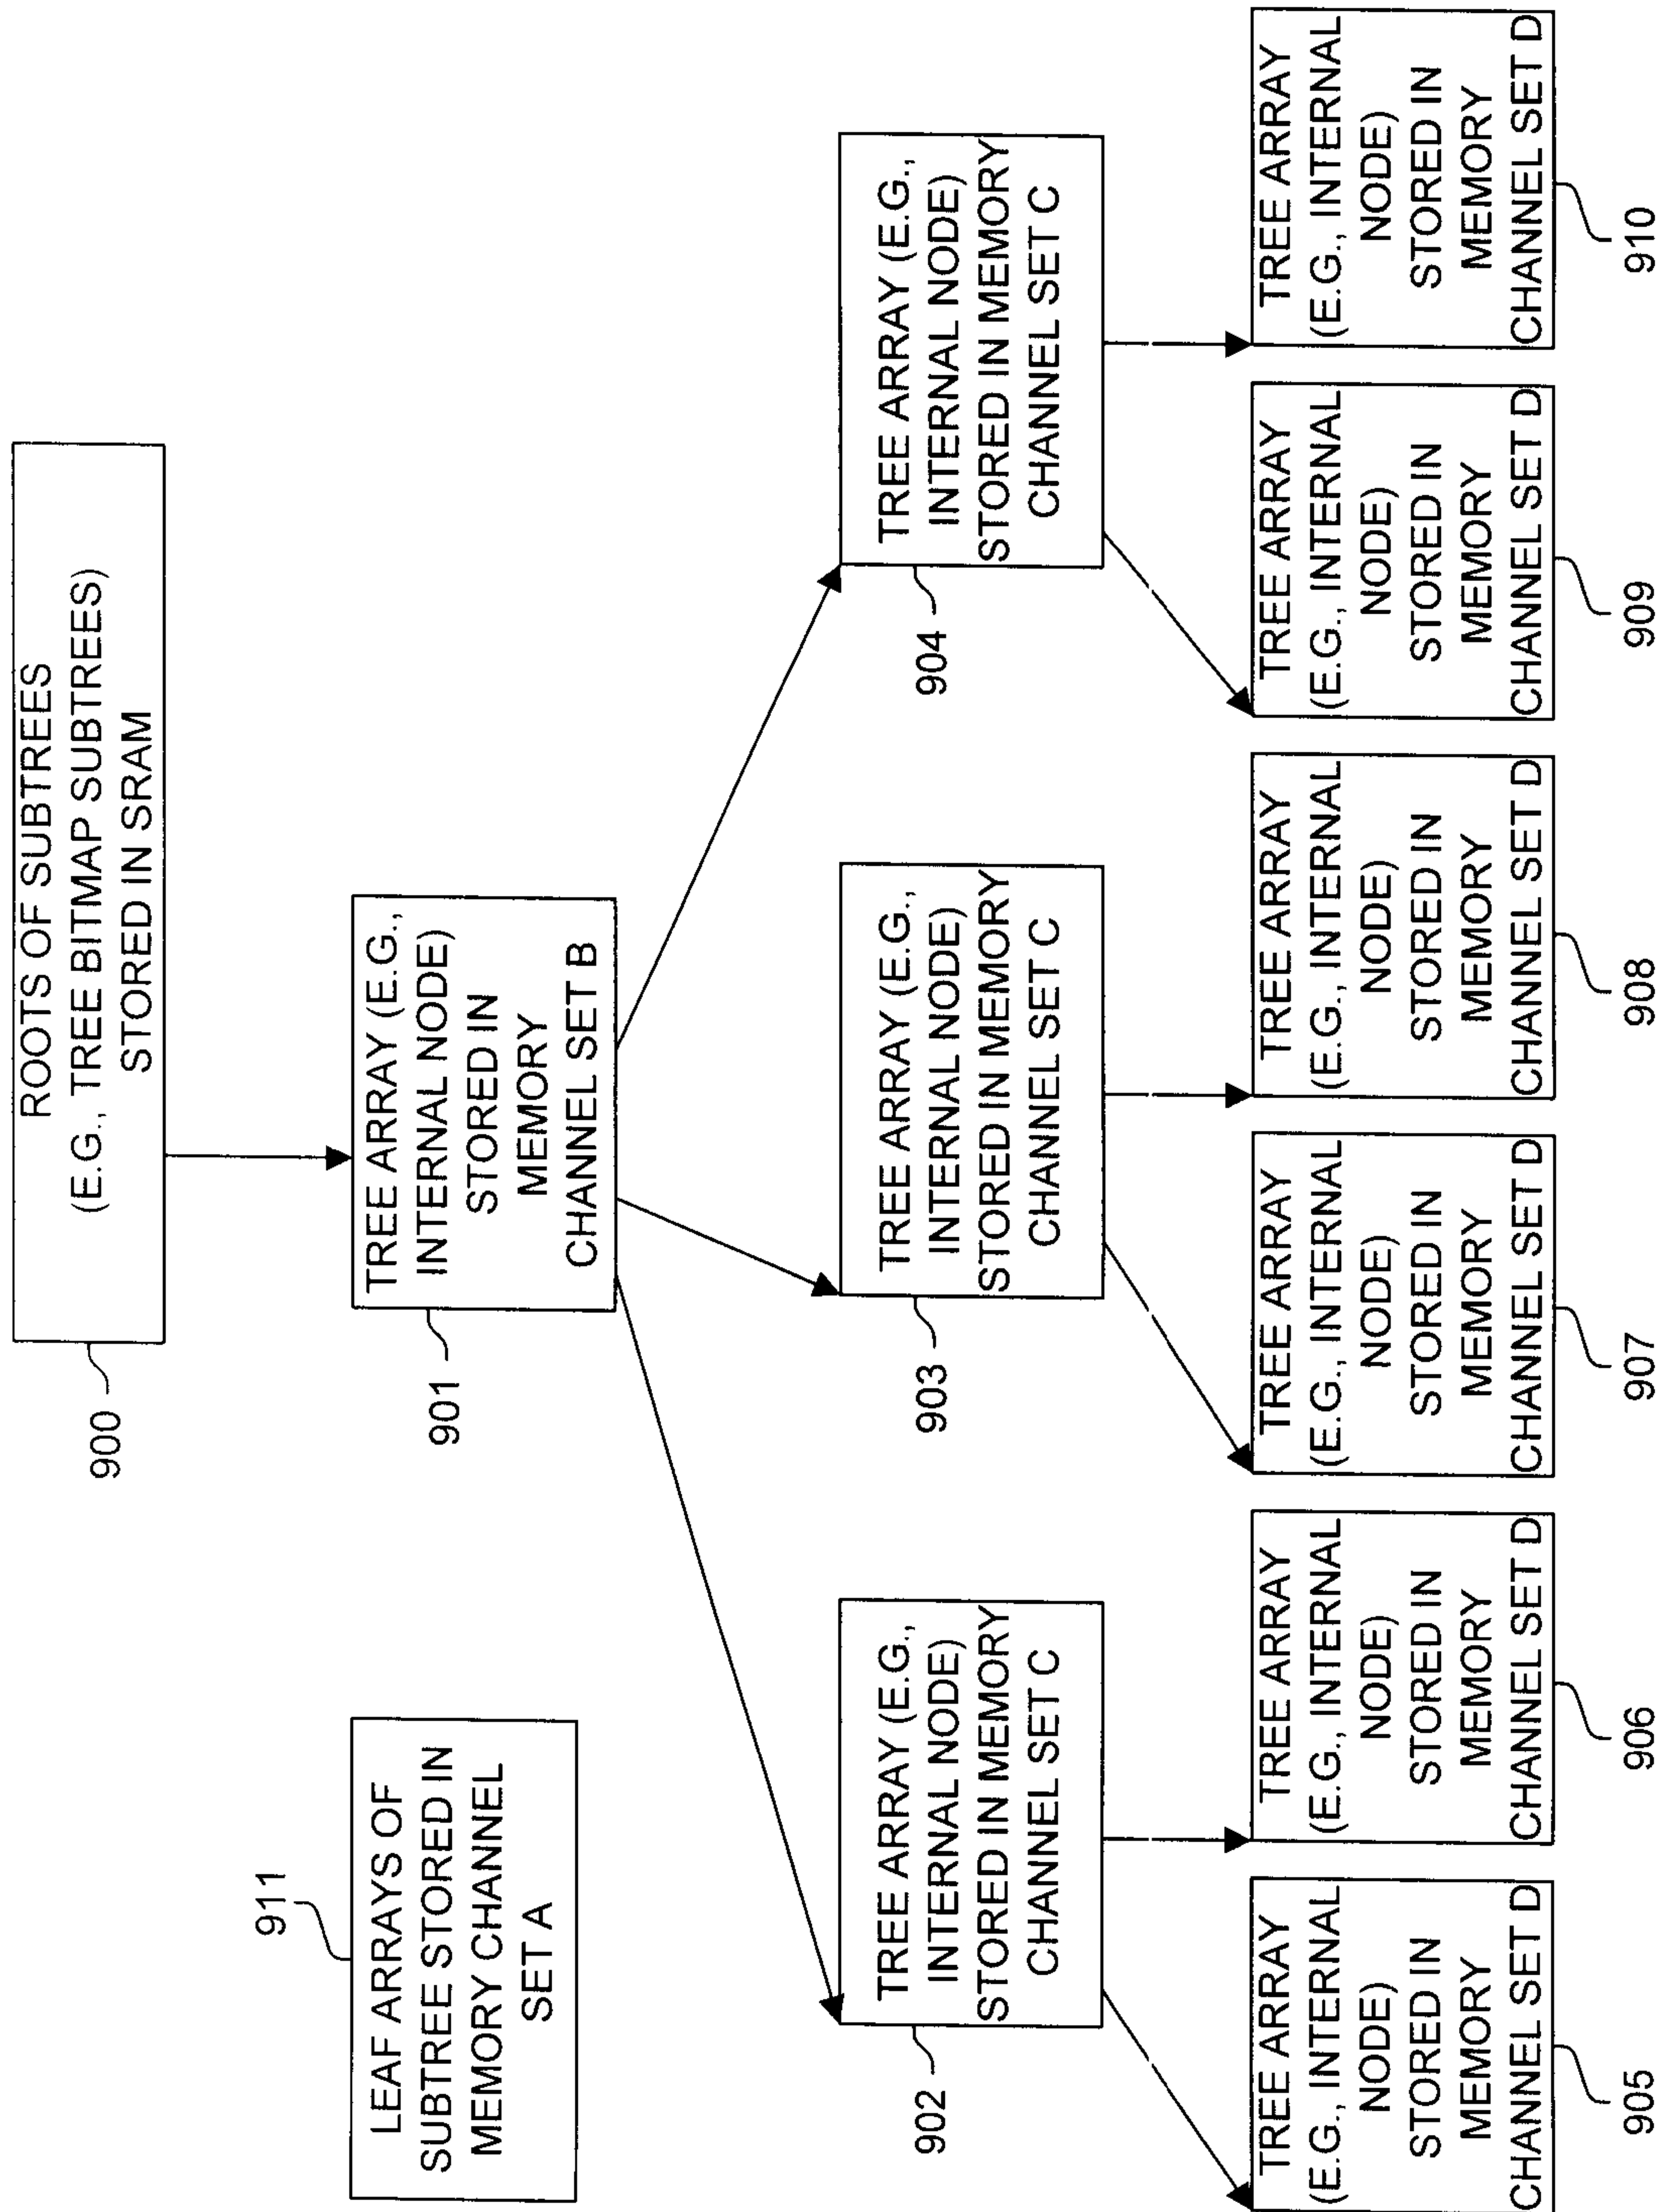 ROOTS OF SUBTREES
(E.G., TREE BITMAP SUBTREES)
STORED IN SRAM
900
911
LEAF ARRAYS OF
SUBTREE STORED IN
MEMORY CHANNEL
SET A
TREE ARRAY (E.G.,
INTERNAL NODE)
STORED IN
MEMORY
CHANNEL SET B
901
TREE ARRAY (E.G.,
INTERNAL NODE)
STORED IN MEMORY
CHANNEL SET C
902
TREE ARRAY (E.G.,
INTERNAL NODE)
STORED IN MEMORY
CHANNEL SET C
903
TREE ARRAY (E.G.,
INTERNAL NODE)
STORED IN MEMORY
CHANNEL SET C
904
TREE ARRAY
(E.G., INTERNAL
NODE)
STORED IN
MEMORY
CHANNEL SET D
905
TREE ARRAY
(E.G., INTERNAL
NODE)
STORED IN
MEMORY
CHANNEL SET D
906
TREE ARRAY
(E.G., INTERNAL
NODE)
STORED IN
MEMORY
CHANNEL SET D
907
TREE ARRAY
(E.G., INTERNAL
NODE)
STORED IN
MEMORY
CHANNEL SET D
908
TREE ARRAY
(E.G., INTERNAL
NODE)
STORED IN
MEMORY
CHANNEL SET D
909
TREE ARRAY
(E.G., INTERNAL
NODE)
STORED IN
MEMORY
CHANNEL SET D
910